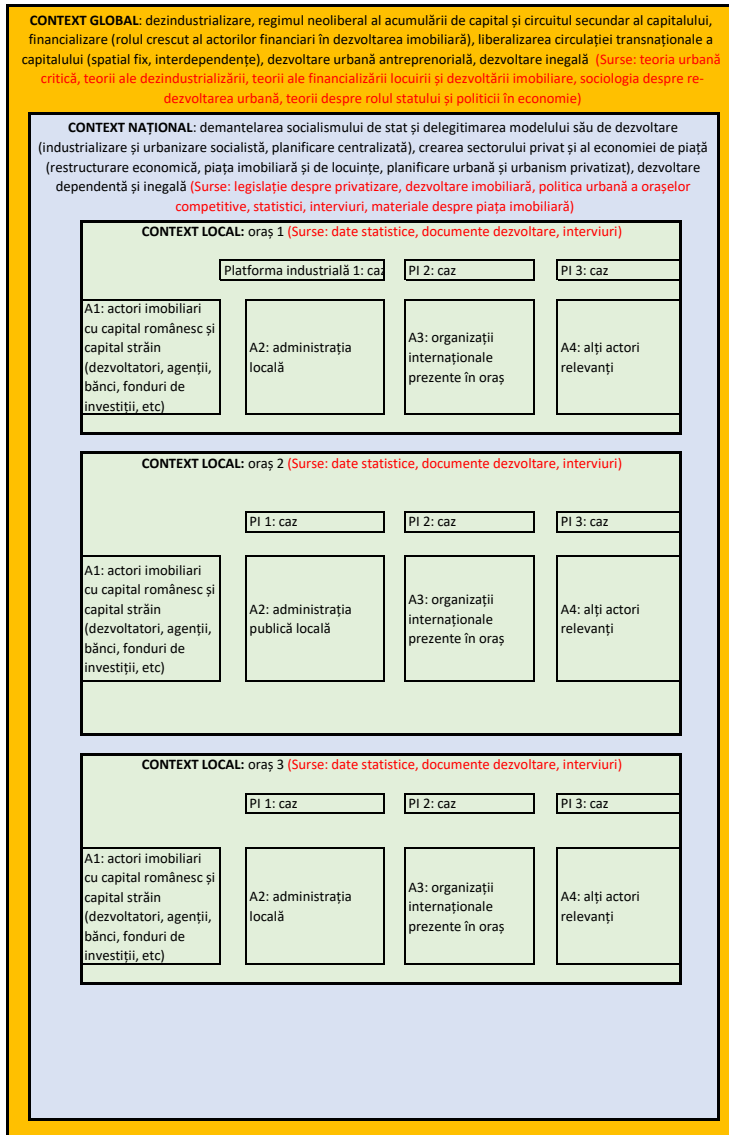 CONTEXT GLOBAL: dezindustrializare, regimul neoliberal al acumulării de capital și circuitul secundar al capitalului,
financializare (rolul crescut al actorilor financiari în dezvoltarea imobiliară), liberalizarea circulației transnaționale a
capitalului (spatial fix, interdependențe), dezvoltare urbană antreprenorială, dezvoltare inegală (Surse: teoria urbană
critică, teorii ale dezindustrializării, teorii ale financializării locuirii și dezvoltării imobiliare, sociologia despre re-
dezvoltarea urbană, teorii despre rolul statului și politicii în economie)
CONTEXT NAȚIONAL: demantelarea socialismului de stat și delegitimarea modelului său de dezvoltare
(industrializare și urbanizare socialistă, planificare centralizată), crearea sectorului privat și al economiei de piață
(restructurare economică, piața imobiliară și de locuințe, planificare urbană și urbanism privatizat), dezvoltare
dependentă și inegală (Surse: legislație despre privatizare, dezvoltare imobiliară, politica urbană a orașelor
competitive, statistici, interviuri, materiale despre piața imobiliară)
CONTEXT LOCAL: oraș 1 (Surse: date statistice, documente dezvoltare, interviuri)
Platforma industrială 1: caz
PI 2: caz
PI 3: caz
A1: actori imobiliari
cu capital românesc și
capital străin
(dezvoltatori, agenții,
bănci, fonduri de
investiții, etc)
A2: administrația
locală
A3: organizații
internaționale
prezente în oraș
A4: alți actori
relevanți
CONTEXT LOCAL: oraș 2 (Surse: date statistice, documente dezvoltare, interviuri)
PI 1: caz
PI 2: caz
PI 3: caz
A1: actori imobiliari
cu capital românesc și
capital străin
(dezvoltatori, agenții,
bănci, fonduri de
investiții, etc)
A2: administrația
publică locală
A3: organizații
internaționale
prezente în oraș
A4: alți actori
relevanți
CONTEXT LOCAL: oraș 3 (Surse: date statistice, documente dezvoltare, interviuri)
PI 1: caz
PI 2: caz
PI 3: caz
A1: actori imobiliari
cu capital românesc și
capital străin
(dezvoltatori, agenții,
bănci, fonduri de
investiții, etc)
A2: administrația
locală
A3: organizații
internaționale
prezente în oraș
A4: alți actori
relevanți